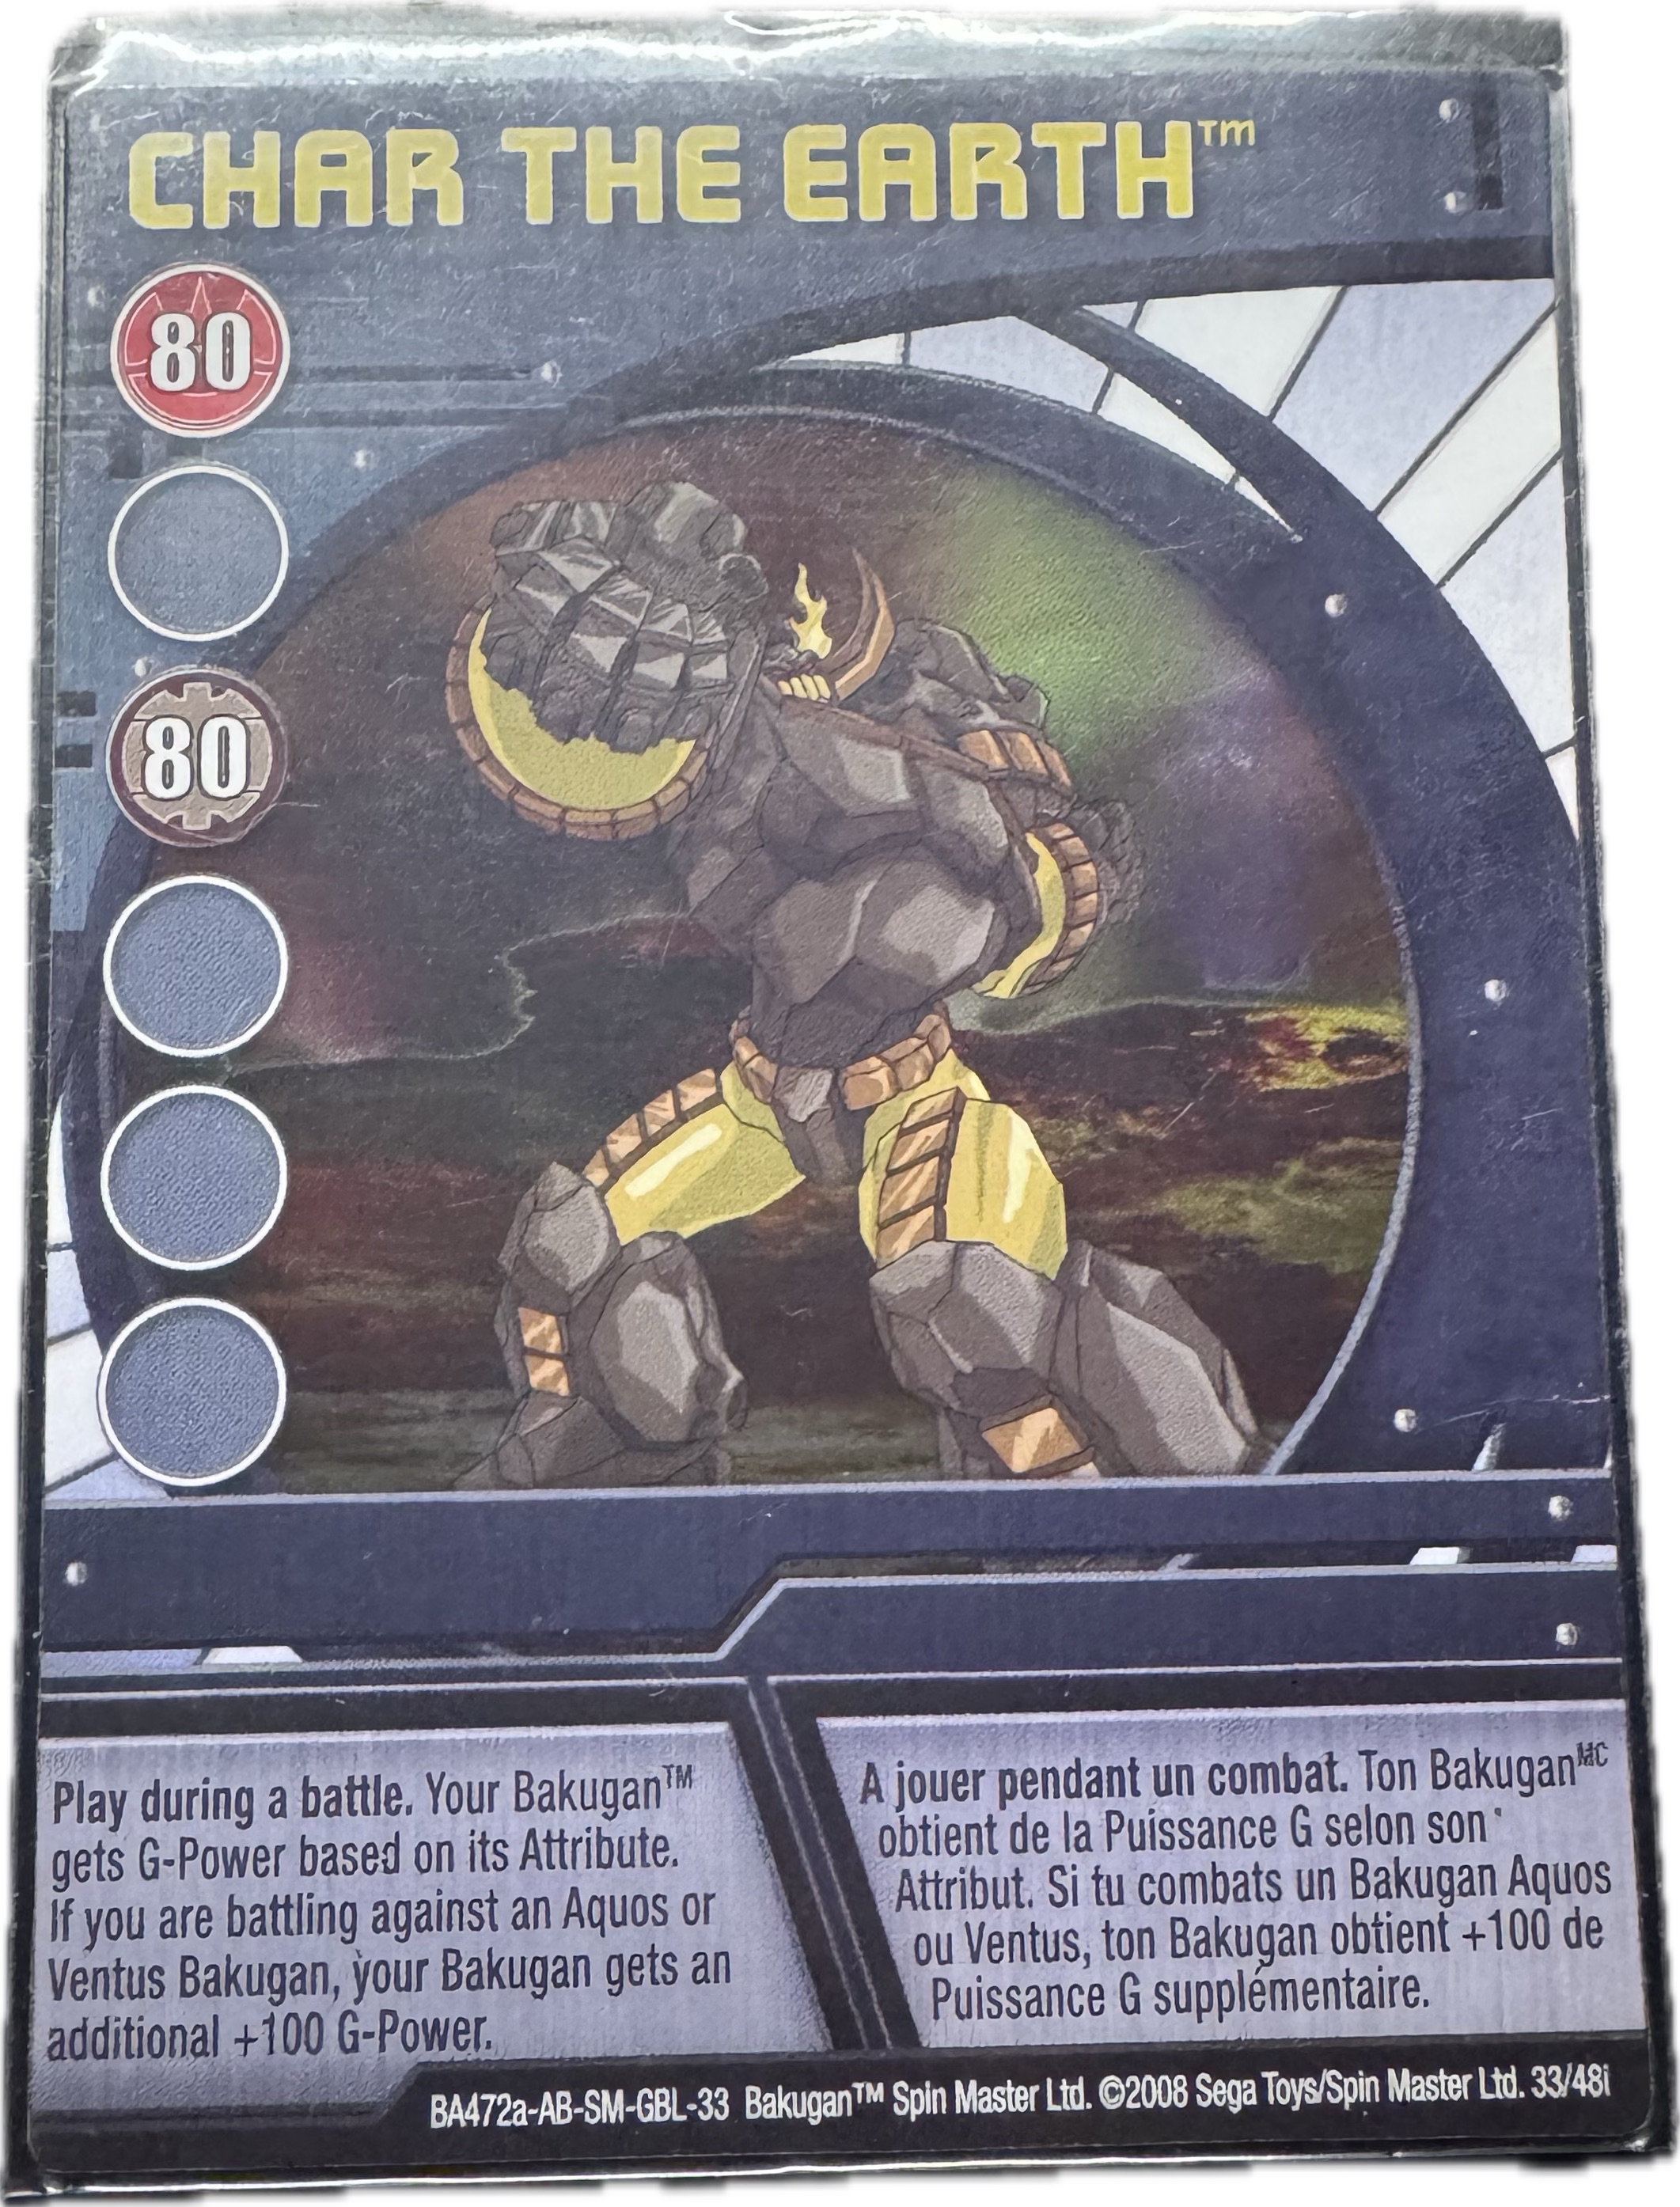 CHAR THE EARTH™
80
80
Play during a battle. Your Bakugan™
gets G-Power based on its Attribute.
If you are battling against an Aquos or
Ventus Bakugan, your Bakugan gets an
additional +100 G-Power.
A jouer pendant un combat. Ton Bakugan MC
obtient de la Puissance G selon son
Attribut. Si tu combats un Bakugan Aquos
ou Ventus, ton Bakugan obtient +100 de
Puissance G supplémentaire.
BA472a-AB-SM-GBL-33 Bakugan™ Spin Master Ltd. ©2008 Sega Toys/Spin Master Ltd. 33/48i